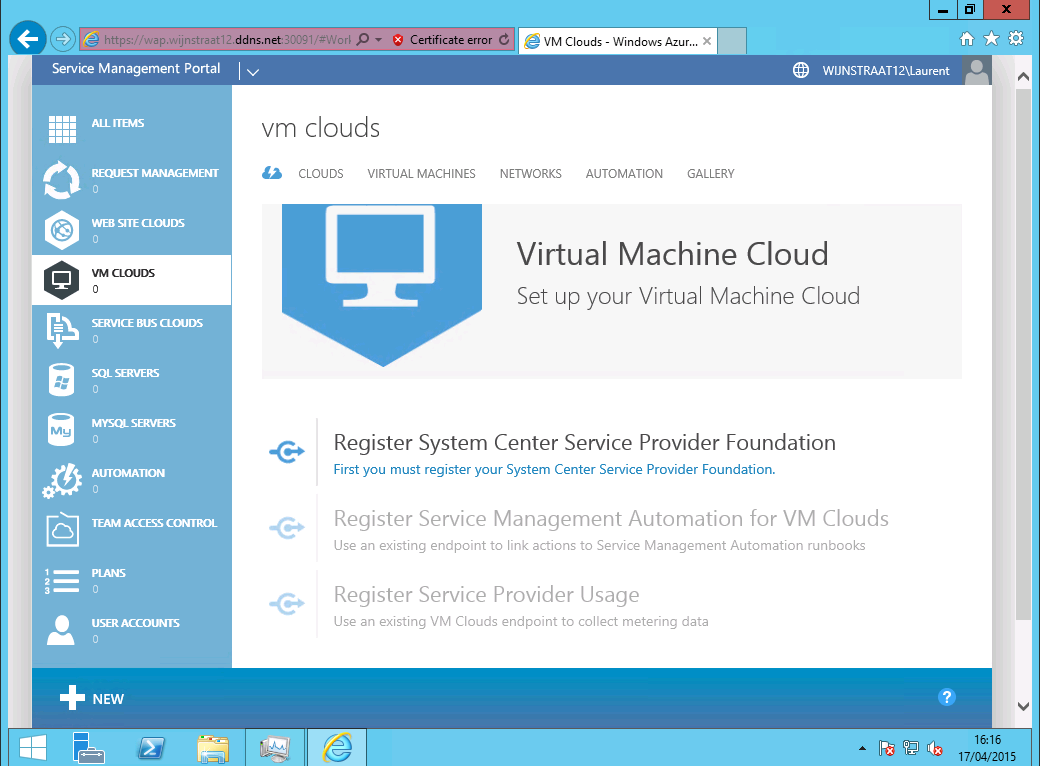 https://wap.wijnstraat12.ddns.net:30091/#Worl
Certificate error
VM Clouds - Windows Azur...
Service Management Portal
WIJNSTRAAT12\Laurent
ALL ITEMS
REQUEST MANAGEMENT
0
WEB SITE CLOUDS
0
VM CLOUDS
0
SERVICE BUS CLOUDS
0
SQL SERVERS
0
My
MYSQL SERVERS
0
AUTOMATION
0
TEAM ACCESS CONTROL
1
2
3
PLANS
0
USER ACCOUNTS
0
vm clouds
CLOUDS VIRTUAL MACHINES NETWORKS AUTOMATION GALLERY
Virtual Machine Cloud
Set up your Virtual Machine Cloud
Register System Center Service Provider Foundation
First you must register your System Center Service Provider Foundation.
Register Service Management Automation for VM Clouds
Use an existing endpoint to link actions to Service Management Automation runbooks
Register Service Provider Usage
Use an existing VM Clouds endpoint to collect metering data
NEW
?
16:16
17/04/2015